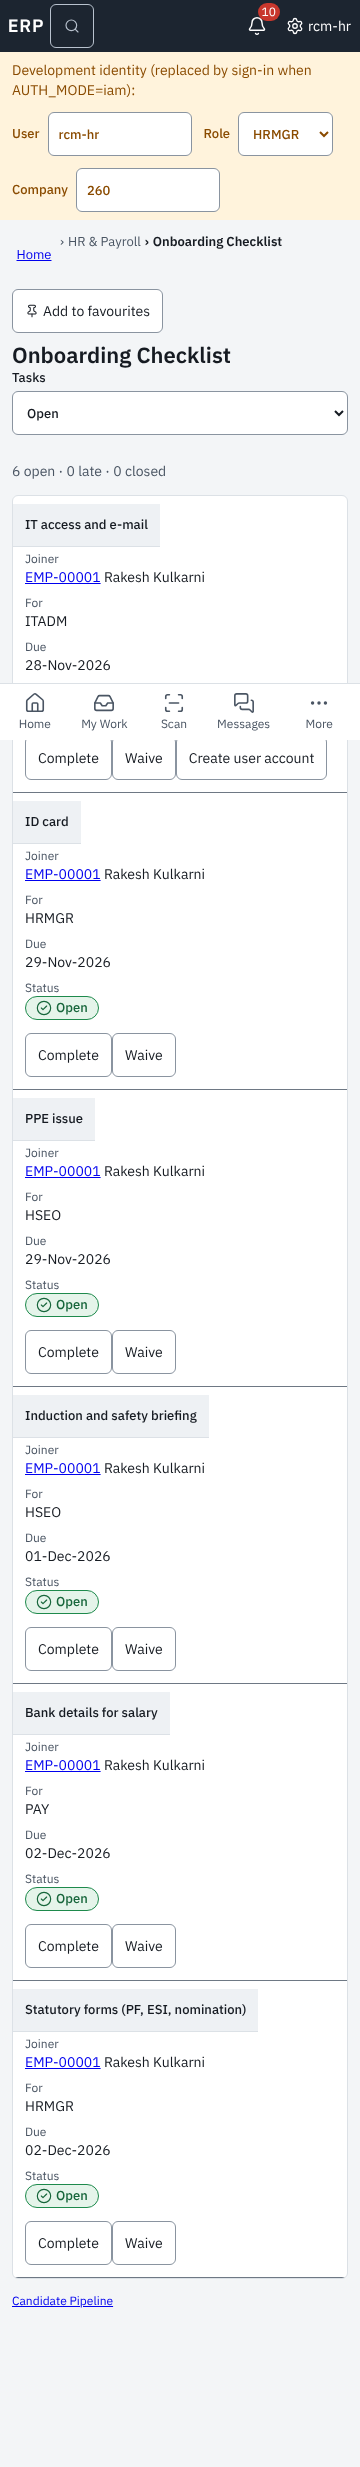 ERP
10
rcm-hr
Development identity (replaced by sign-in when
AUTH_MODE=iam):
User rcm-hr Role HRMGR
Company 260
Home › HR & Payroll › Onboarding Checklist
Add to favourites
Onboarding Checklist
Tasks
Open
6 open · 0 late · 0 closed
IT access and e-mail
Joiner
EMP-00001 Rakesh Kulkarni
For
ITADM
Due
28-Nov-2026
Home My Work Scan Messages More
Complete Waive Create user account
ID card
Joiner
EMP-00001 Rakesh Kulkarni
For
HRMGR
Due
29-Nov-2026
Status
Open
Complete Waive
PPE issue
Joiner
EMP-00001 Rakesh Kulkarni
For
HSEO
Due
29-Nov-2026
Status
Open
Complete Waive
Induction and safety briefing
Joiner
EMP-00001 Rakesh Kulkarni
For
HSEO
Due
01-Dec-2026
Status
Open
Complete Waive
Bank details for salary
Joiner
EMP-00001 Rakesh Kulkarni
For
PAY
Due
02-Dec-2026
Status
Open
Complete Waive
Statutory forms (PF, ESI, nomination)
Joiner
EMP-00001 Rakesh Kulkarni
For
HRMGR
Due
02-Dec-2026
Status
Open
Complete Waive
Candidate Pipeline